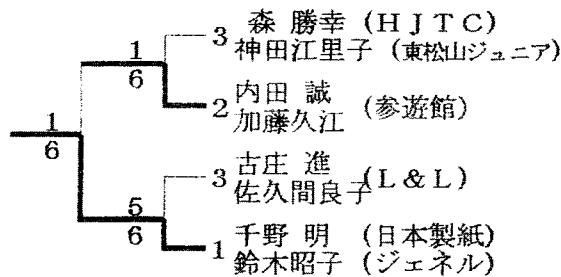 3 森 勝幸 (HJTC)
神田江里子 (東松山ジュニア)
1
6
2 内田 誠
加藤久江 (参遊館)
1
6
3 古庄 進
佐久間良子 (L&L)
5
6
1 千野 明 (日本製紙)
鈴木昭子 (ジェネル)